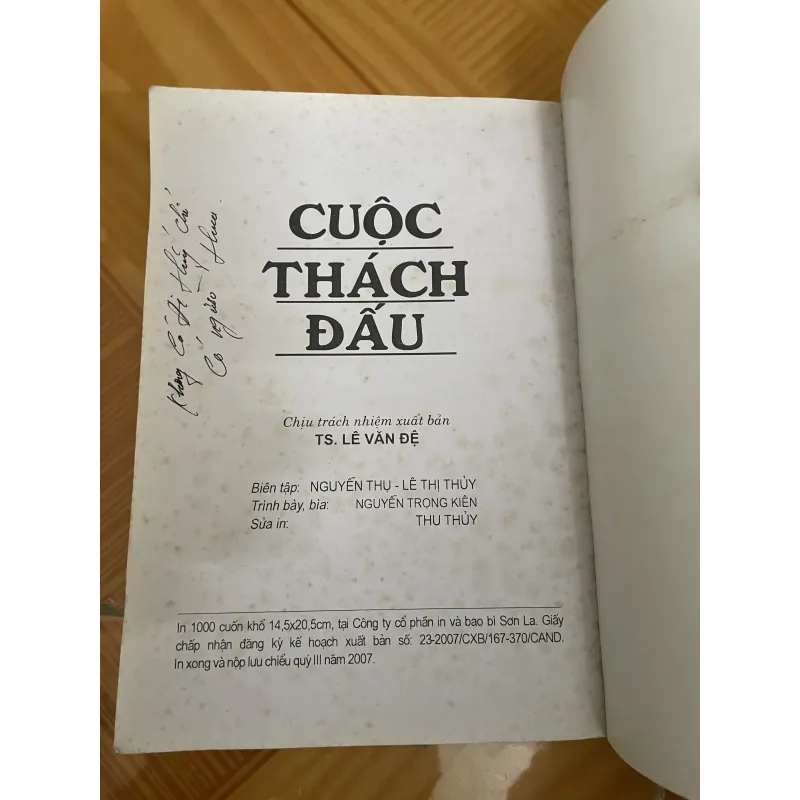 CUỘC
THÁCH
ĐẤU
Chịu trách nhiệm xuất bản
TS. LÊ VĂN ĐỆ
Biên tập: NGUYỄN THỤ - LÊ THỊ THỦY
Trình bày, bìa: NGUYỄN TRỌNG KIÊN
Sửa in: THU THỦY
In 1000 cuốn khổ 14,5x20,5cm, tại Công ty cổ phần in và bao bì Sơn La. Giấy
chấp nhận đăng ký kế hoạch xuất bản số: 23-2007/CXB/167-370/CAND.
In xong và nộp lưu chiểu quý III năm 2007.
Không có
Có